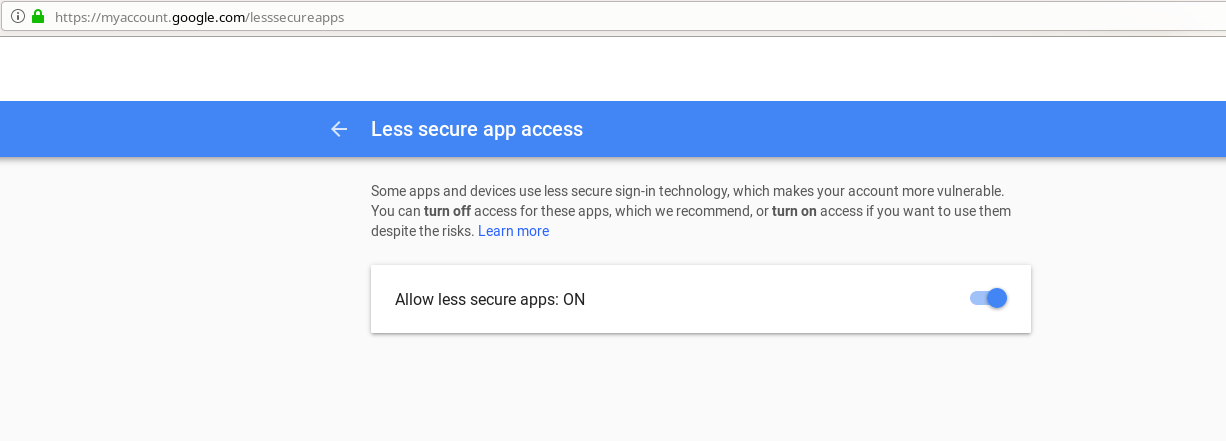 https://myaccount.google.com/lesssecureapps
Less secure app access
Some apps and devices use less secure sign-in technology, which makes your account more vulnerable.
You can turn off access for these apps, which we recommend, or turn on access if you want to use them
despite the risks. Learn more
Allow less secure apps: ON